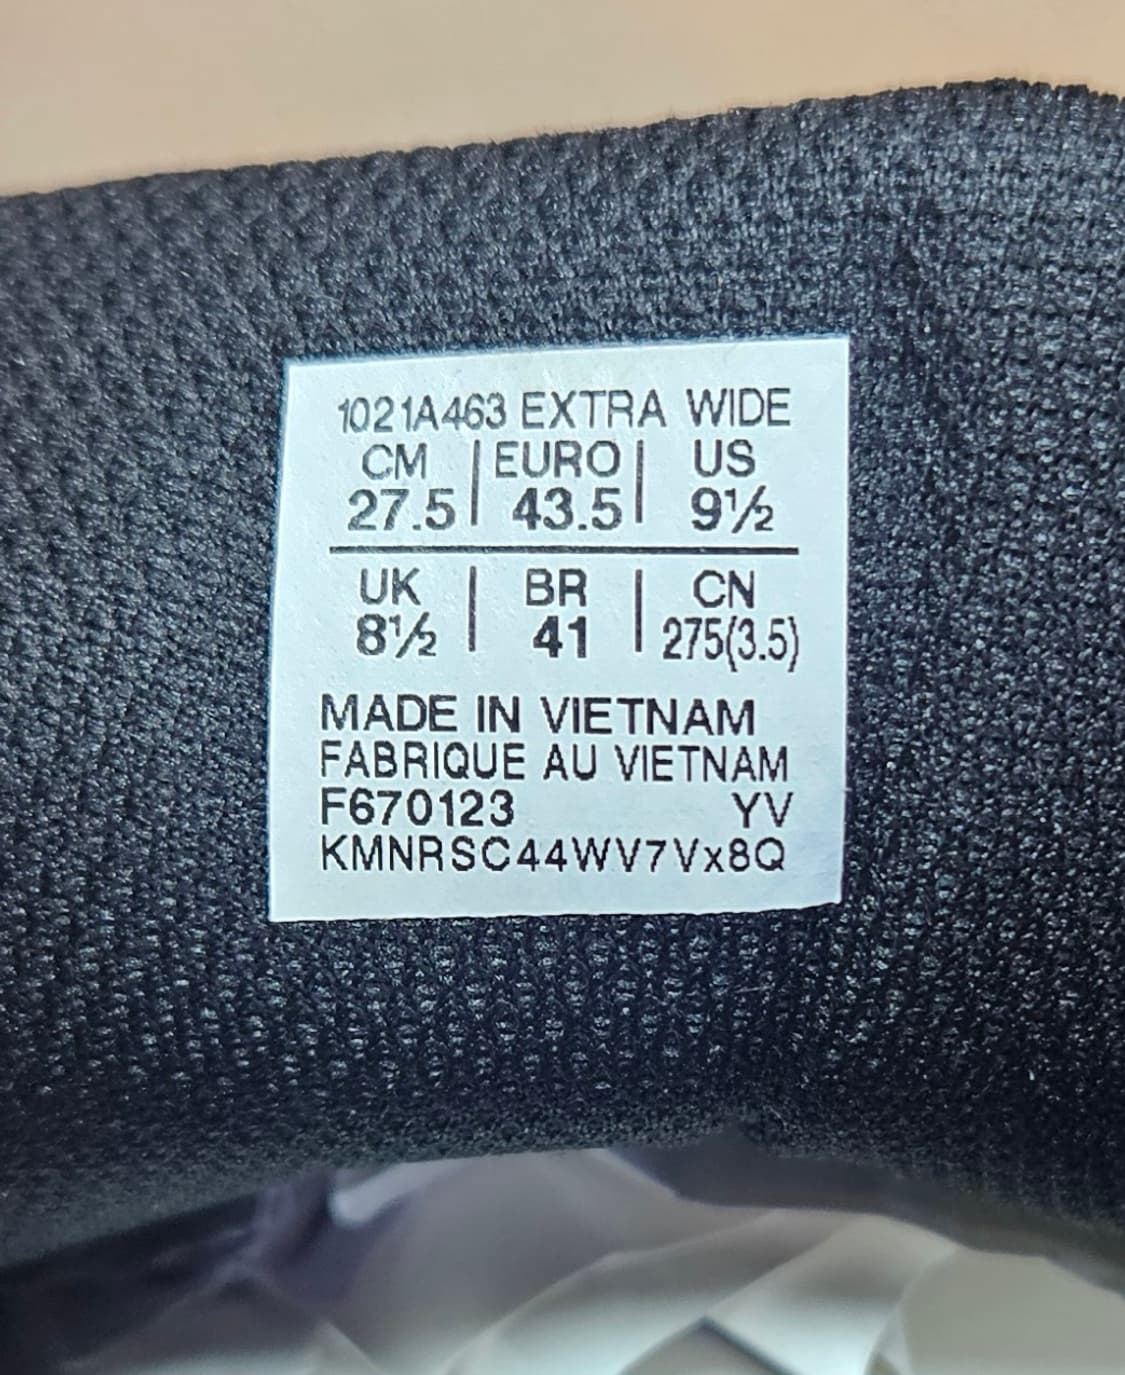 1021A463 EXTRA WIDE
CM | EURO | US
27.5 | 43.5 | 9½
UK | BR | CN
8½ | 41 | 275(3.5)
MADE IN VIETNAM
FABRIQUE AU VIETNAM
F670123 YV
KMNRSC44WV7Vx8Q